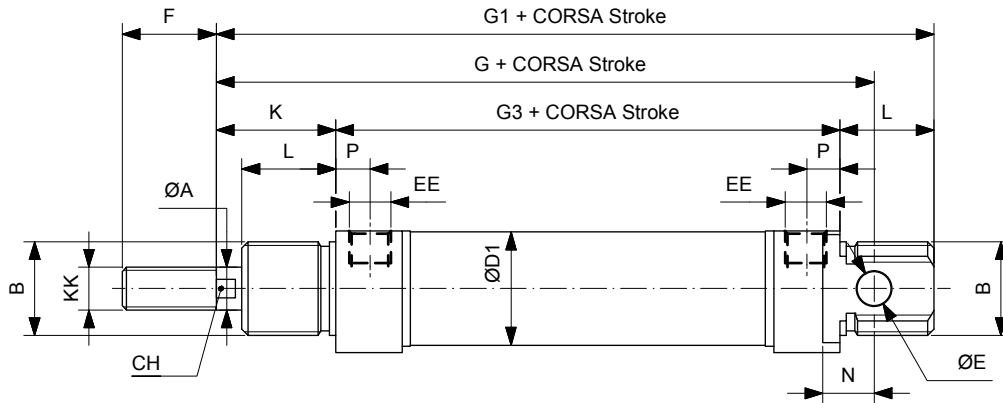 F
G1 + CORSA Stroke
G + CORSA Stroke
K
G3 + CORSA Stroke
L
L
P
P
EE
EE
ØA
B
KK
ØD1
B
CH
N
ØE